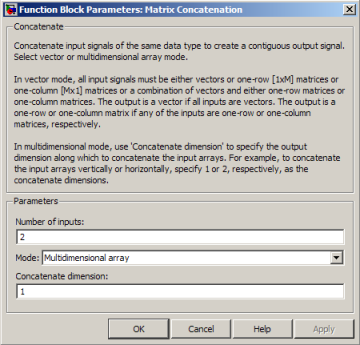 Function Block Parameters: Matrix Concatenation
Concatenate
Concatenate input signals of the same data type to create a contiguous output signal.
Select vector or multidimensional array mode.
In vector mode, all input signals must be either vectors or one-row [1xM] matrices or
one-column [Mx1] matrices or a combination of vectors and either one-row matrices or
one-column matrices. The output is a vector if all inputs are vectors. The output is a
one-row or one-column matrix if any of the inputs are one-row or one-column
matrices, respectively.
In multidimensional mode, use 'Concatenate dimension' to specify the output
dimension along which to concatenate the input arrays. For example, to concatenate
the input arrays vertically or horizontally, specify 1 or 2, respectively, as the
concatenate dimensions.
Parameters
Number of inputs:
2
Mode: Multidimensional array
Concatenate dimension:
1
OK Cancel Help Apply